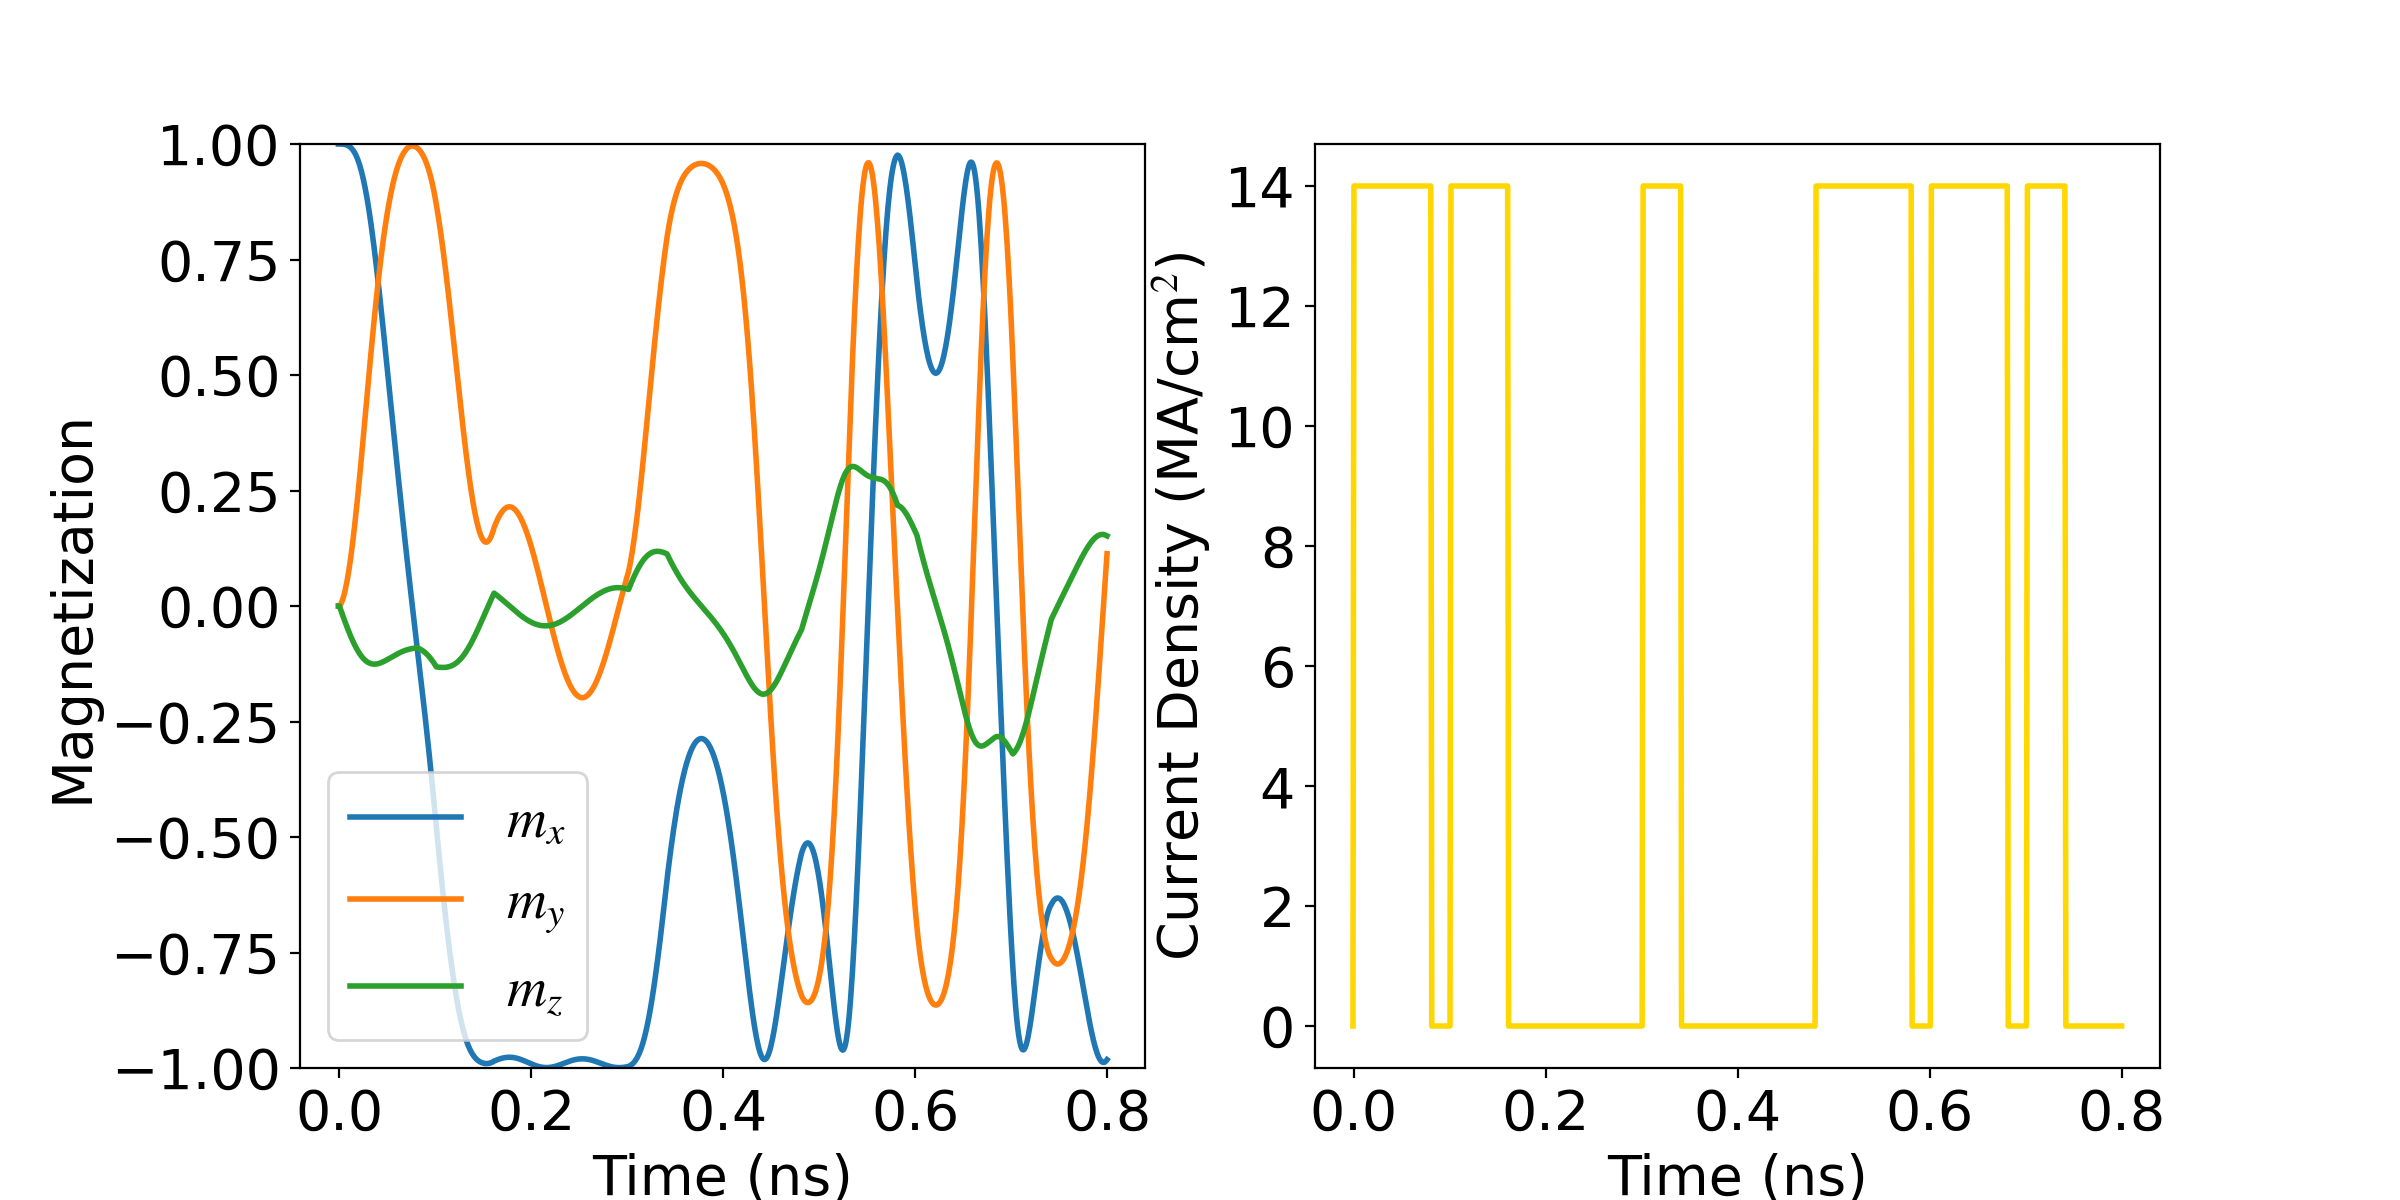 Magnetization
1.00
0.75
0.50
0.25
0.00
−0.25
−0.50
−0.75
−1.00
m_x
m_y
m_z
0.0 0.2 0.4 0.6 0.8
Time (ns)
Current Density (MA/cm²)
14
12
10
8
6
4
2
0
0.0 0.2 0.4 0.6 0.8
Time (ns)